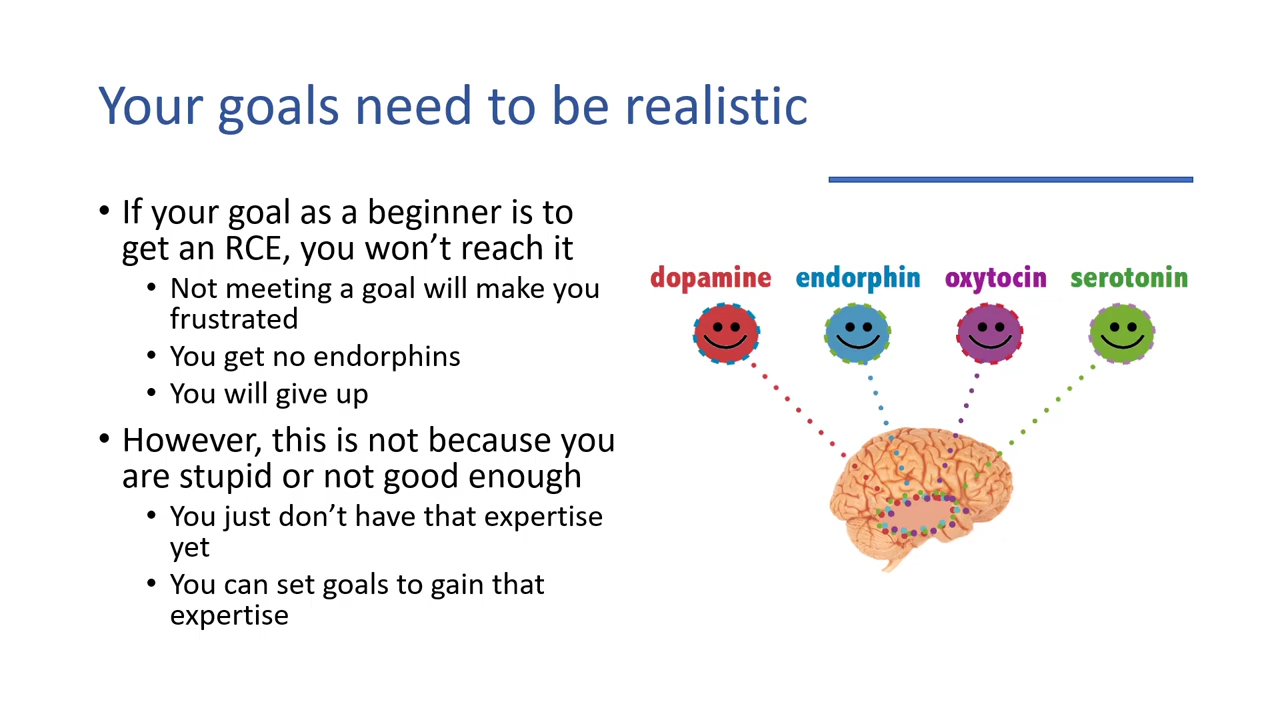 Your goals need to be realistic
• If your goal as a beginner is to
get an RCE, you won’t reach it
• Not meeting a goal will make you
frustrated
• You get no endorphins
• You will give up
• However, this is not because you
are stupid or not good enough
• You just don’t have that expertise
yet
• You can set goals to gain that
expertise
dopamine endorphin oxytocin serotonin